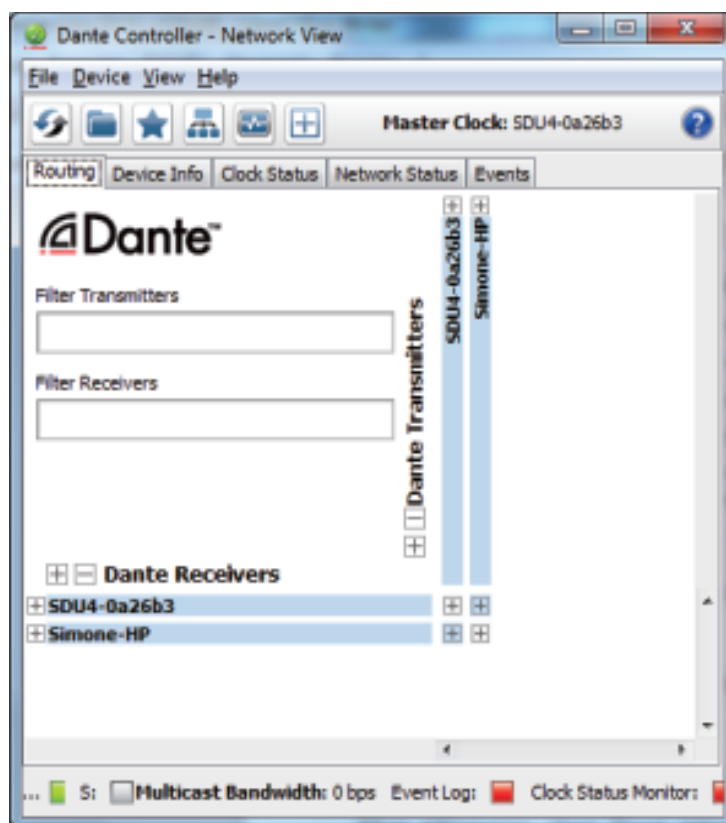 Dante Controller - Network View
File Device View Help
Master Clock: SDU4-0a26b3
Routing Device Info Clock Status Network Status Events
Dante™
Filter Transmitters
Filter Receivers
Dante Transmitters
SDU4-0a26b3
Simone-HP
Dante Receivers
SDU4-0a26b3
Simone-HP
... S: Multicast Bandwidth: 0 bps Event Log: Clock Status Monitor: